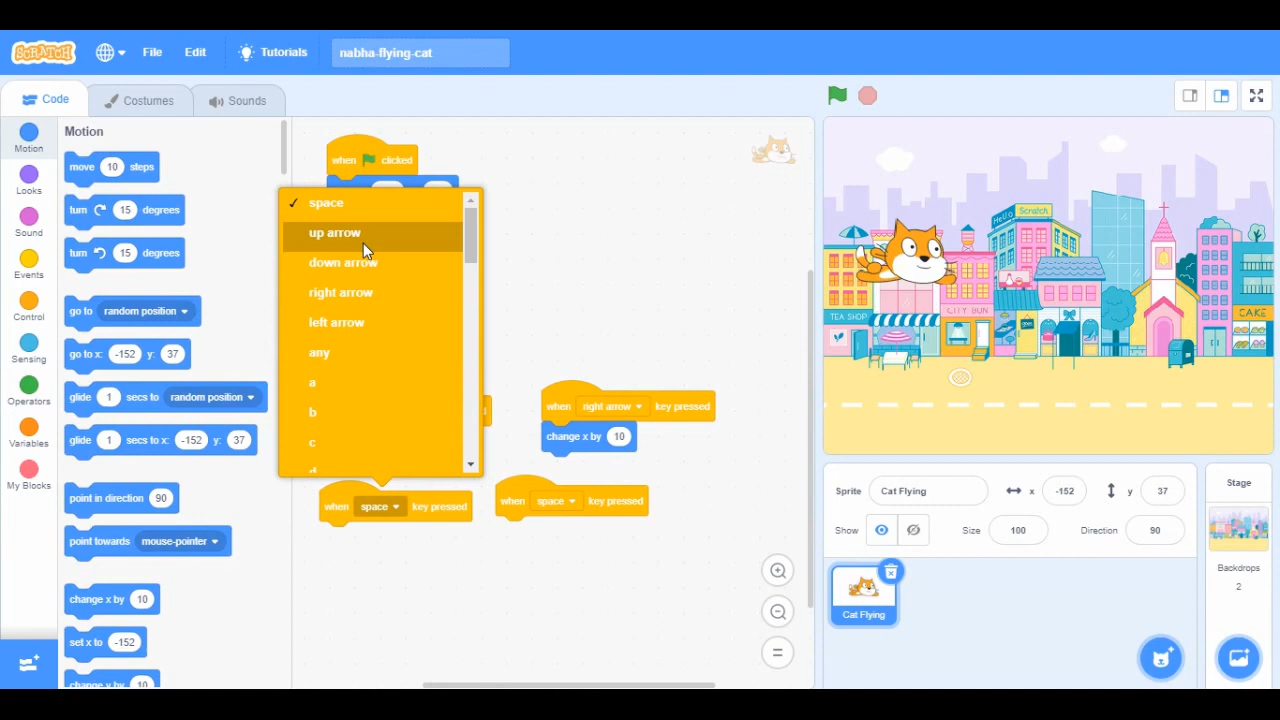 SCRATCH
File
Edit
Tutorials
nabha-flying-cat
Code
Costumes
Sounds
Motion
Looks
Sound
Events
Control
Sensing
Operators
Variables
My Blocks
Motion
move 10 steps
turn 15 degrees
turn 15 degrees
go to random position
go to x: -152 y: 37
glide 1 secs to random position
glide 1 secs to x: -152 y: 37
point in direction 90
point towards mouse-pointer
change x by 10
set x to -152
change y by 10
when clicked
✓ space
up arrow
down arrow
right arrow
left arrow
any
a
b
c
d
when right arrow key pressed
change x by 10
when space key pressed
when space key pressed
Hello Scratch
TEA SHOP
CITY BUN
CAKE
Sprite Cat Flying x -152 y 37
Show Size 100 Direction 90
Cat Flying
Stage
Backdrops
2